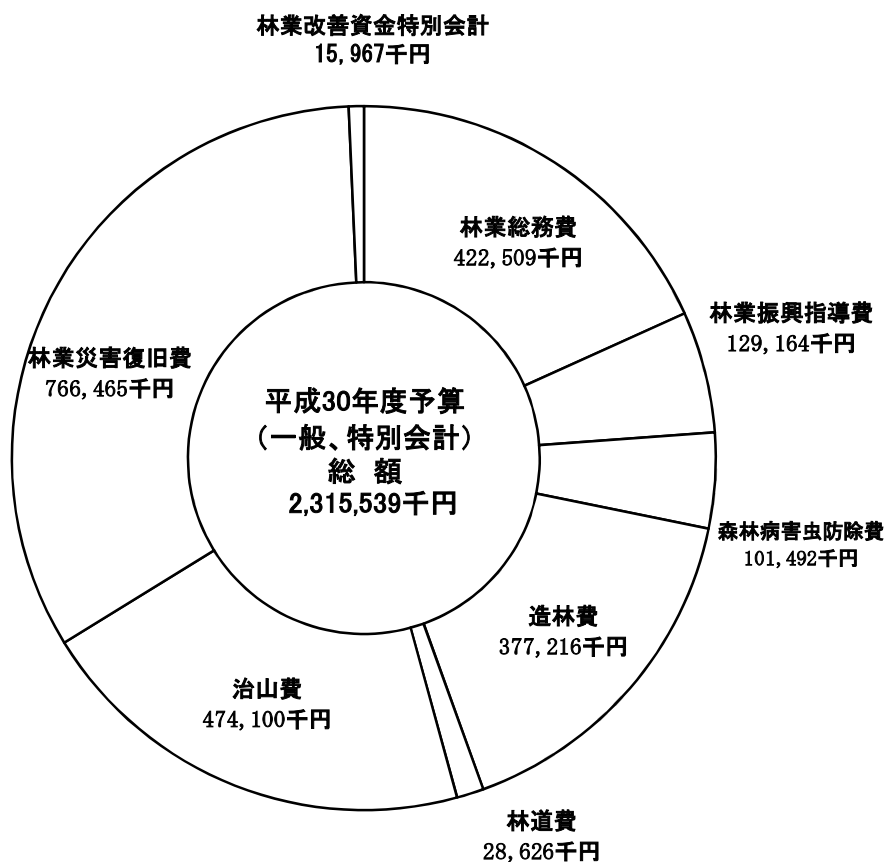 林業改善資金特別会計
15,967千円
林業総務費
422,509千円
林業振興指導費
129,164千円
林業災害復旧費
766,465千円
平成30年度予算
（一般、特別会計）
総 額
2,315,539千円
森林病害虫防除費
101,492千円
造林費
377,216千円
治山費
474,100千円
林道費
28,626千円